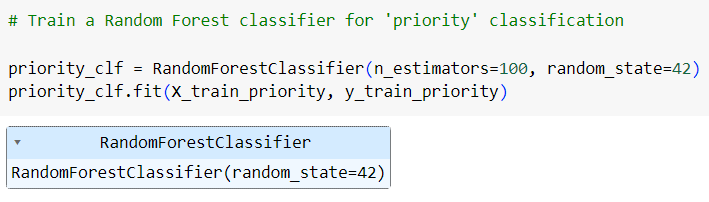 # Train a Random Forest classifier for 'priority' classification
priority_clf = RandomForestClassifier(n_estimators=100, random_state=42)
priority_clf.fit(X_train_priority, y_train_priority)
RandomForestClassifier
RandomForestClassifier(random_state=42)